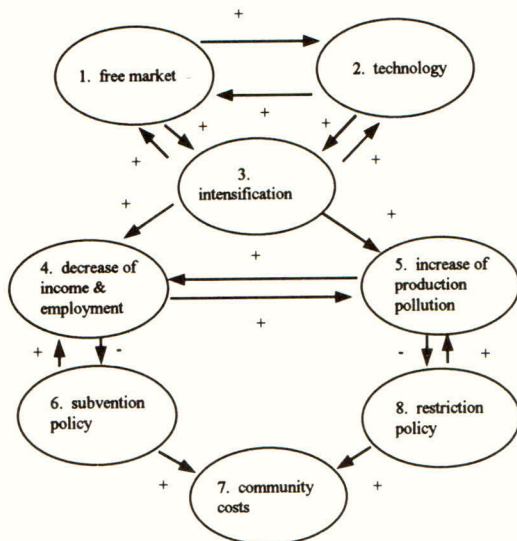 +
1. free market
2. technology
+
+ +
+ +
3.
intensification
+ +
+
4. decrease of
income &
employment
5. increase of
production
pollution
+
+ - - +
6. subvention
policy
8. restriction
policy
+ +
7. community
costs